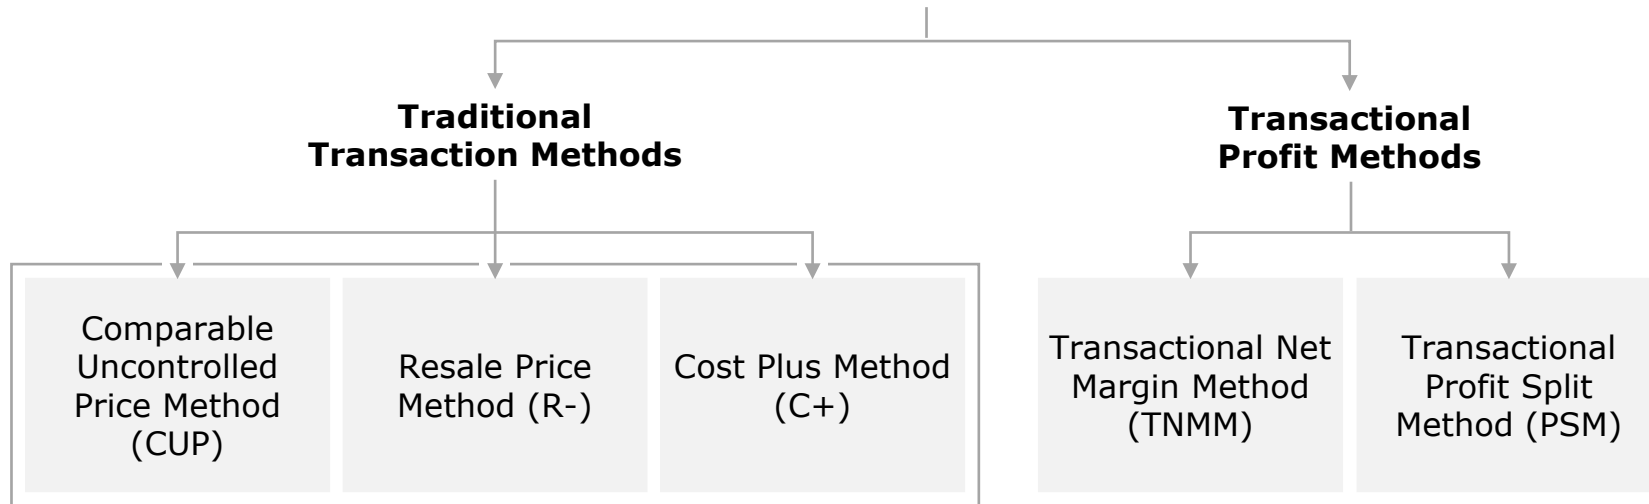 Traditional
Transaction Methods
Transactional
Profit Methods
Comparable
Uncontrolled
Price Method
(CUP)
Resale Price
Method (R-)
Cost Plus Method
(C+)
Transactional Net
Margin Method
(TNMM)
Transactional
Profit Split
Method (PSM)